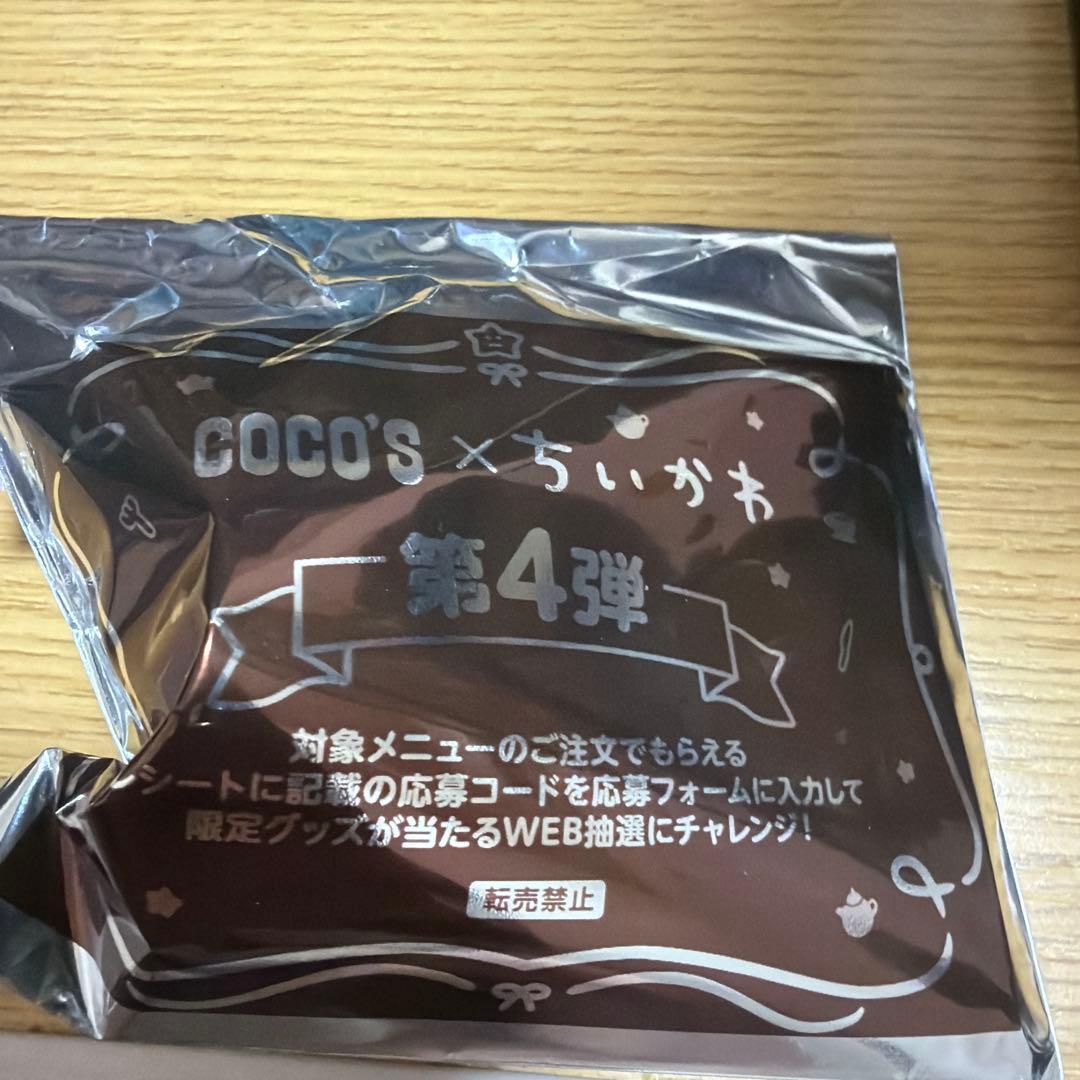 COCO'S × ちいかわ
第4弾
対象メニューのご注文でもらえる
シートに記載の応募コードを応募フォームに入力して
限定グッズが当たるWEB抽選にチャレンジ!
転売禁止